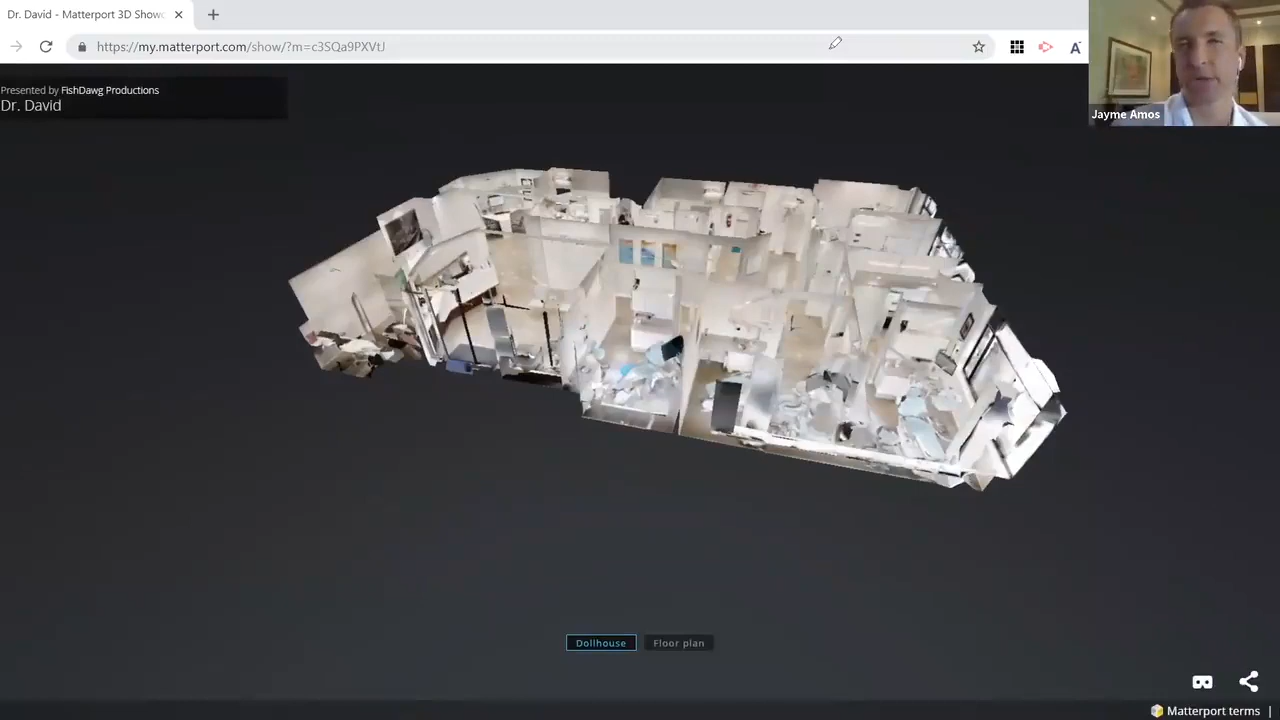 Dr. David - Matterport 3D Showc
https://my.matterport.com/show/?m=c3SQa9PXVtJ
Presented by FishDawg Productions
Dr. David
Jayme Amos
Dollhouse
Floor plan
Matterport terms